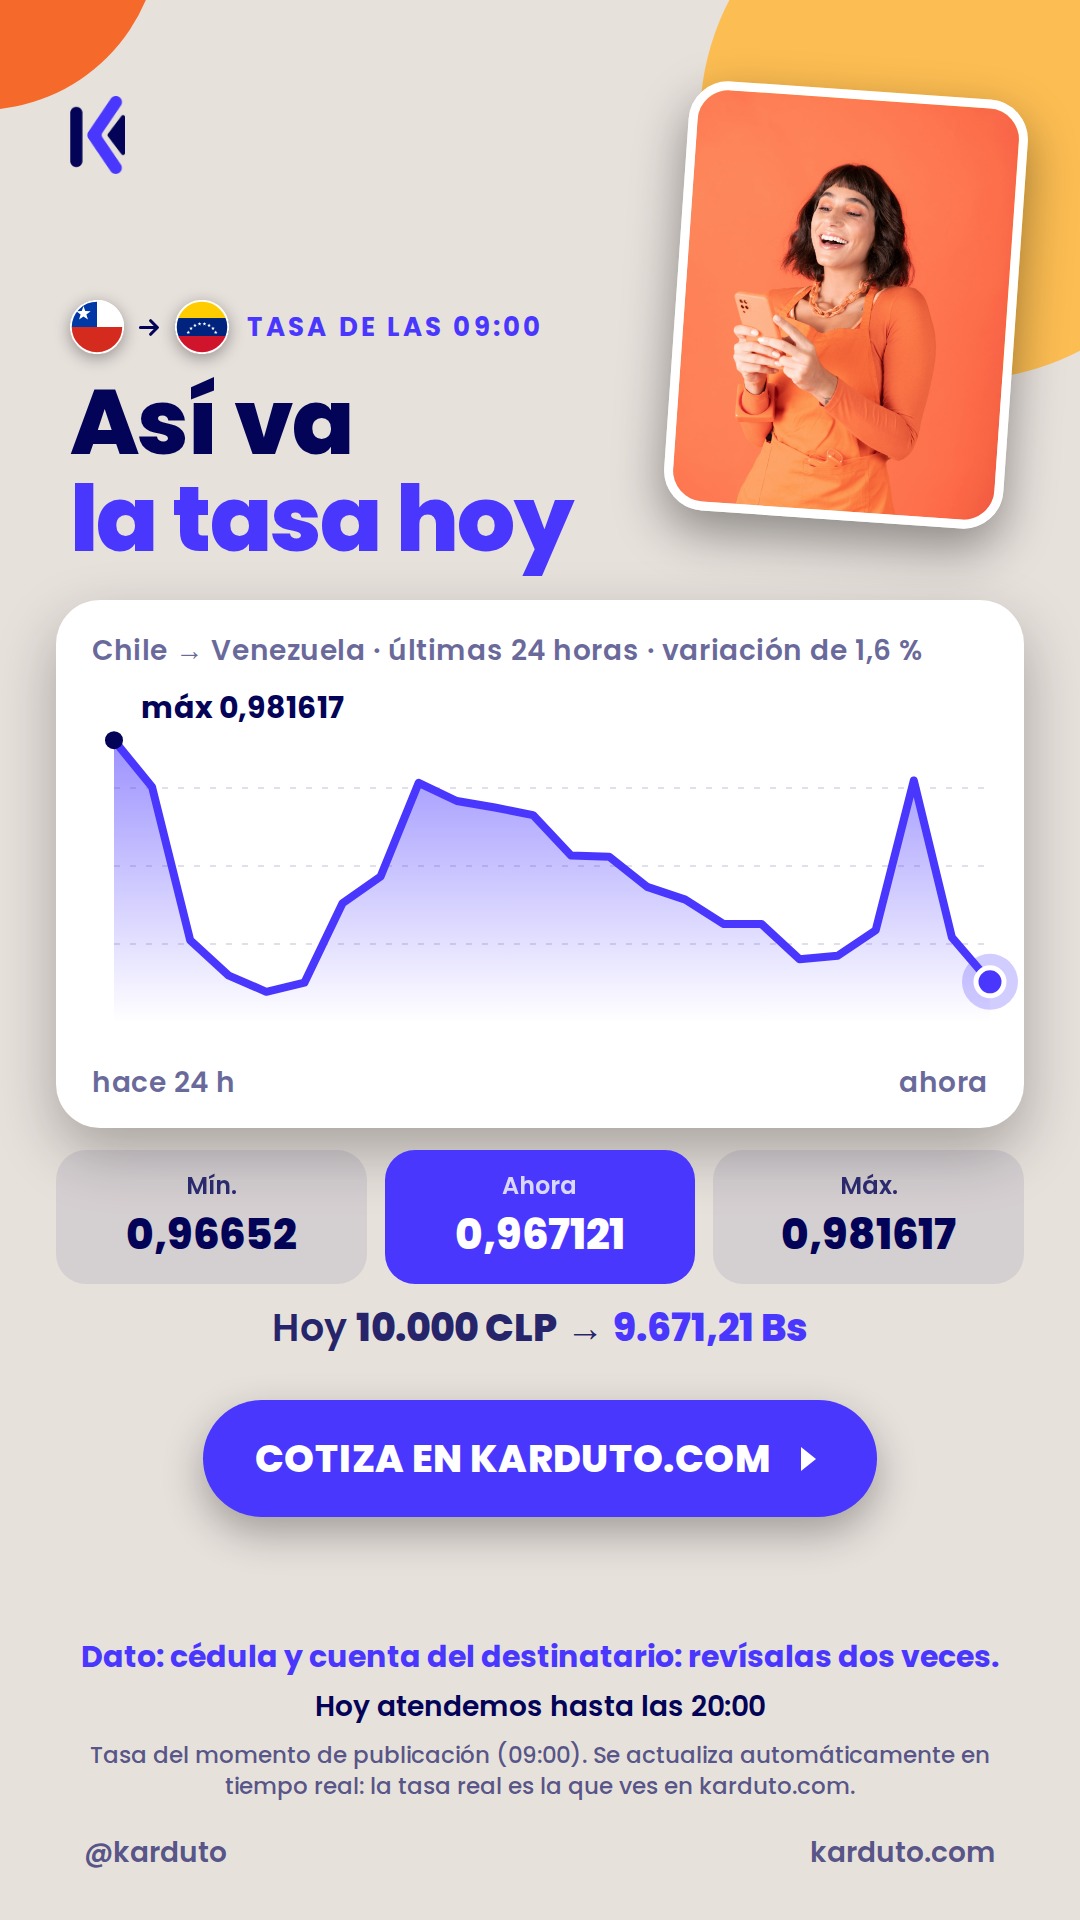 TASA DE LAS 09:00
Así va
la tasa hoy
Chile → Venezuela · últimas 24 horas · variación de 1,6 %
máx 0,981617
hace 24 h
ahora
Mín.
0,96652
Ahora
0,967121
Máx.
0,981617
Hoy 10.000 CLP → 9.671,21 Bs
COTIZA EN KARDUTO.COM
Dato: cédula y cuenta del destinatario: revísalas dos veces.
Hoy atendemos hasta las 20:00
Tasa del momento de publicación (09:00). Se actualiza automáticamente en
tiempo real: la tasa real es la que ves en karduto.com.
@karduto
karduto.com